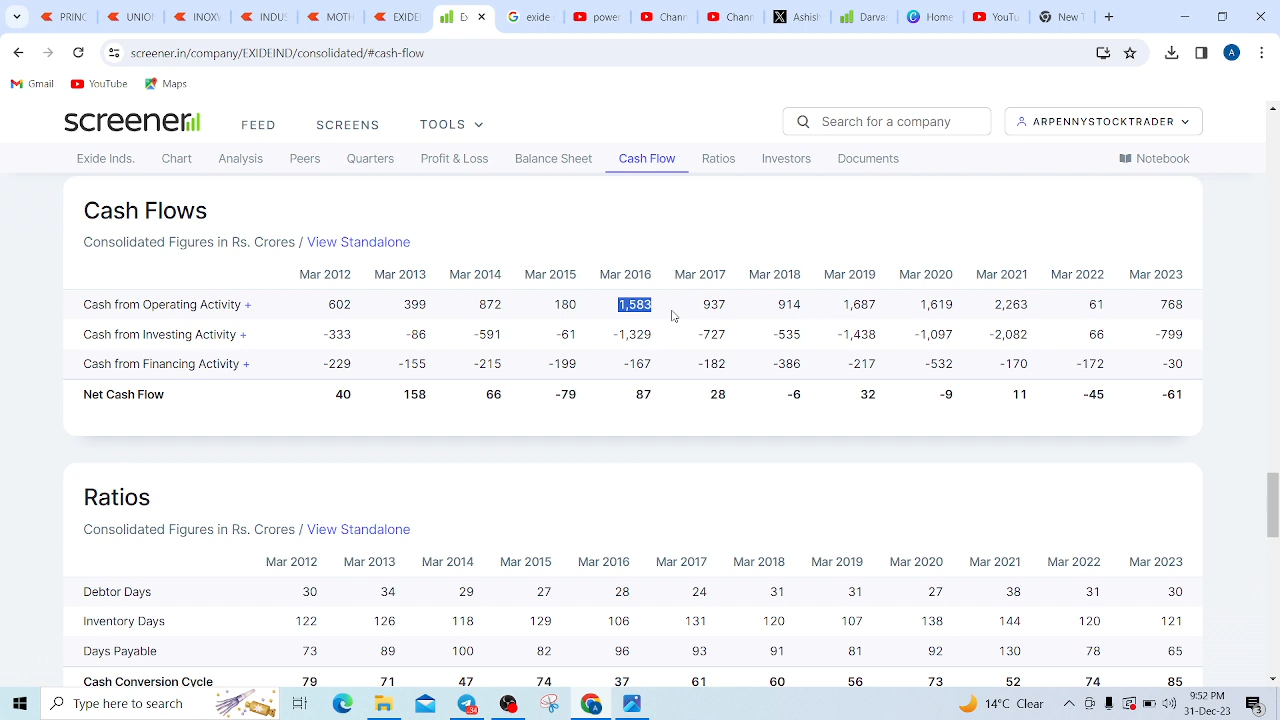 PRINC UNIO INOX INDU MOTH EXIDE E exide power Chann Chann Ashish Darva Home YouTu New T
screener.in/company/EXIDEIND/consolidated/#cash-flow A
Gmail YouTube Maps
screener FEED SCREENS TOOLS Search for a company ARPENNYSTOCKTRADER
Exide Inds. Chart Analysis Peers Quarters Profit & Loss Balance Sheet Cash Flow Ratios Investors Documents Notebook
Cash Flows
Consolidated Figures in Rs. Crores / View Standalone
Mar 2012 Mar 2013 Mar 2014 Mar 2015 Mar 2016 Mar 2017 Mar 2018 Mar 2019 Mar 2020 Mar 2021 Mar 2022 Mar 2023
Cash from Operating Activity + 602 399 872 180 1,583 937 914 1,687 1,619 2,263 61 768
Cash from Investing Activity + -333 -86 -591 -61 -1,329 -727 -535 -1,438 -1,097 -2,082 66 -799
Cash from Financing Activity + -229 -155 -215 -199 -167 -182 -386 -217 -532 -170 -172 -30
Net Cash Flow 40 158 66 -79 87 28 -6 32 -9 11 -45 -61
Ratios
Consolidated Figures in Rs. Crores / View Standalone
Mar 2012 Mar 2013 Mar 2014 Mar 2015 Mar 2016 Mar 2017 Mar 2018 Mar 2019 Mar 2020 Mar 2021 Mar 2022 Mar 2023
Debtor Days 30 34 29 27 28 24 31 31 27 38 31 30
Inventory Days 122 126 118 129 106 131 120 107 138 144 120 121
Days Payable 73 89 100 82 96 93 91 81 92 130 78 65
Cash Conversion Cycle 79 71 47 74 37 61 60 56 73 52 74 85
Type here to search 14°C Clear 9:52 PM
31-Dec-23 3